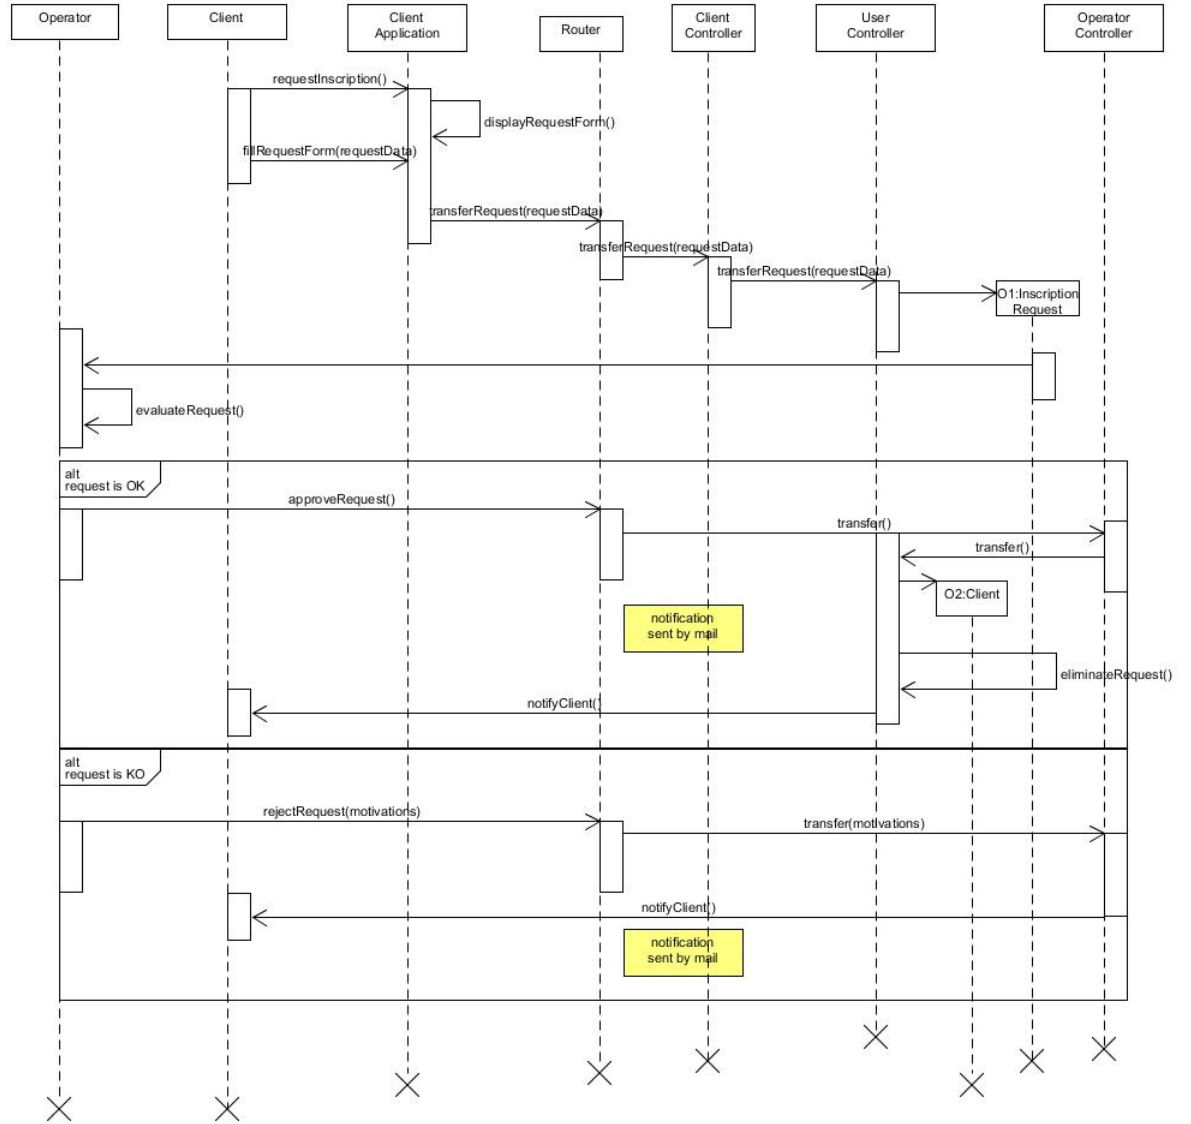 Operator
Client
Client
Application
Router
Client
Controller
User
Controller
Operator
Controller
requestInscription()
displayRequestForm()
fillRequestForm(requestData)
transferRequest(requestData)
transferRequest(requestData)
transferRequest(requestData)
O1:Inscription
Request
evaluateRequest()
alt
request is OK
approveRequest()
transfer()
transfer()
O2:Client
notification
sent by mail
eliminateRequest()
notifyClient()
alt
request is KO
rejectRequest(motivations)
transfer(motivations)
notifyClient()
notification
sent by mail